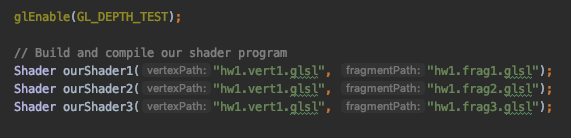 glEnable(GL_DEPTH_TEST);
// Build and compile our shader program
Shader ourShader1( vertexPath: "hw1.vert1.glsl", fragmentPath: "hw1.frag1.glsl");
Shader ourShader2( vertexPath: "hw1.vert1.glsl", fragmentPath: "hw1.frag2.glsl");
Shader ourShader3( vertexPath: "hw1.vert1.glsl", fragmentPath: "hw1.frag3.glsl");